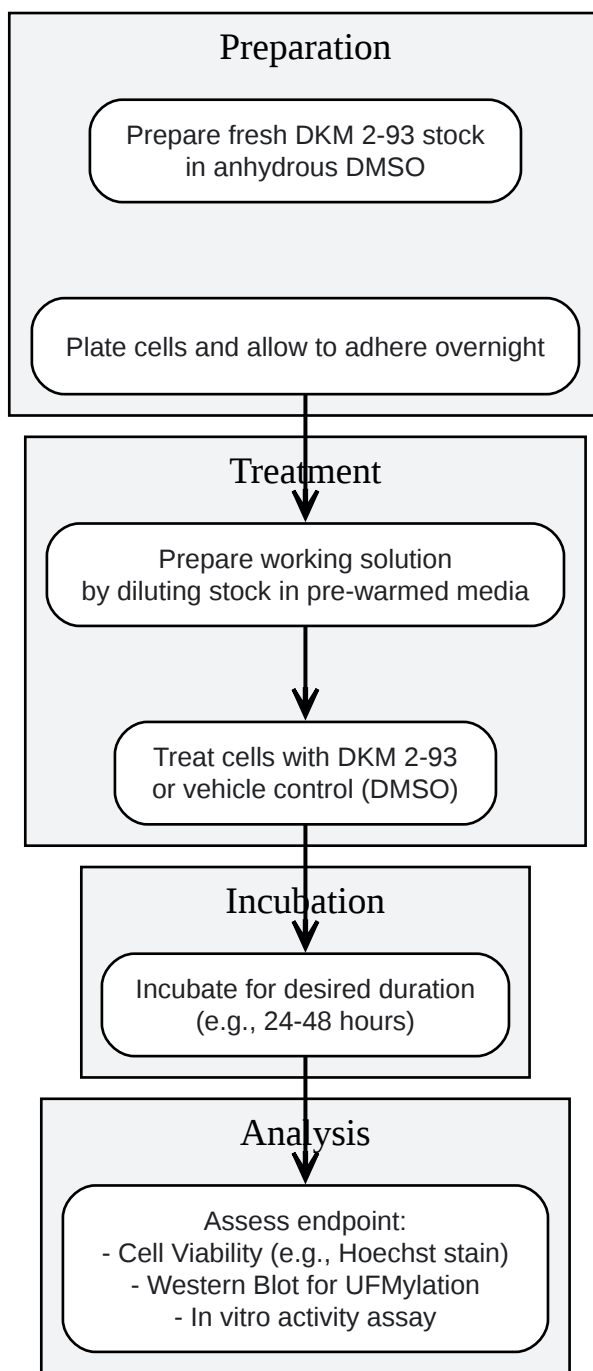 Preparation
Prepare fresh DKM 2-93 stock
in anhydrous DMSO
Plate cells and allow to adhere overnight
Treatment
Prepare working solution
by diluting stock in pre-warmed media
Treat cells with DKM 2-93
or vehicle control (DMSO)
Incubation
Incubate for desired duration
(e.g., 24-48 hours)
Analysis
Assess endpoint:
- Cell Viability (e.g., Hoechst stain)
- Western Blot for UFMylation
- In vitro activity assay